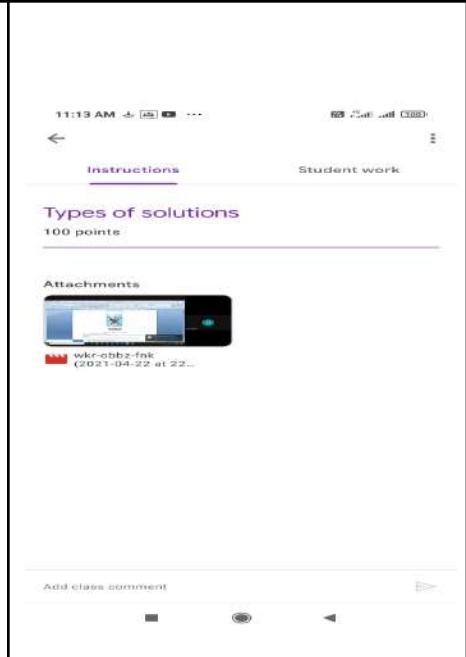 11:13 AM ...
Instructions Student work
Types of solutions
100 points
Attachments
wkr-obbz-fnk
(2021-04-22 at 22...
Add class comment